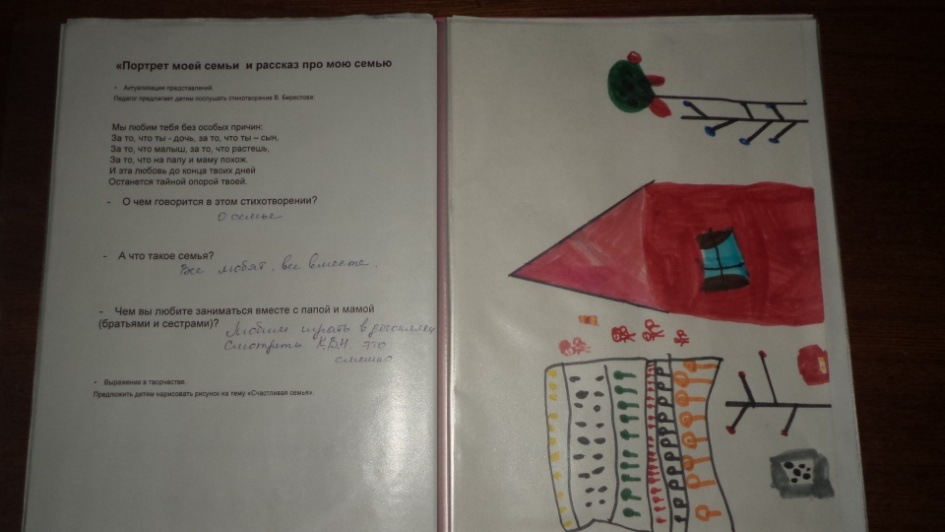 «Портрет моей семьи и рассказ про мою семью
• Актуализация представлений.
Педагог предлагает детям послушать стихотворение В. Берестова:
Мы любим тебя без особых причин:
За то, что ты - дочь, за то, что ты – сын,
За то, что малыш, за то, что растешь,
За то, что на папу и маму похож.
И эта любовь до конца твоих дней
Останется тайной опорой твоей.
- О чем говорится в этом стихотворении?
О семье
- А что такое семья?
Все любят, все вместе.
- Чем вы любите заниматься вместе с папой и мамой
(братьями и сестрами)? Любим играть в
Смотреть КВН. это
смешно
• Выражение в творчестве.
Предложить детям нарисовать рисунок на тему «Счастливая семья».